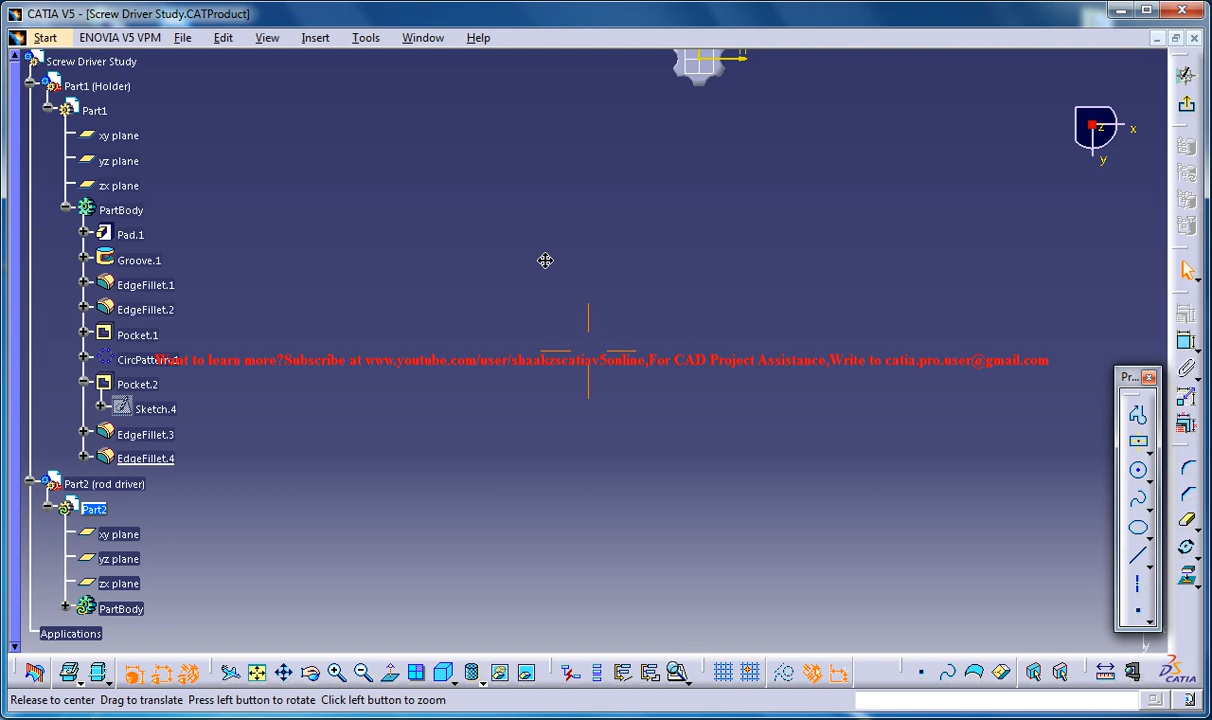 CATIA V5 - [Screw Driver Study.CATProduct]
Start ENOVIA V5 VPM File Edit View Insert Tools Window Help
Screw Driver Study
Part1 (Holder)
Part1
xy plane
yz plane
zx plane
PartBody
Pad.1
Groove.1
EdgeFillet.1
EdgeFillet.2
Pocket.1
CircPattern.1
Want to learn more?Subscribe at www.youtube.com/user/shaakzscatiav5online,For CAD Project Assistance,Write to catia.pro.user@gmail.com
Pocket.2
Sketch.4
EdgeFillet.3
EdgeFillet.4
Part2 (rod driver)
Part2
xy plane
yz plane
zx plane
PartBody
Applications
H
z
x
y
Pr...
CATIA
Release to center Drag to translate Press left button to rotate Click left button to zoom